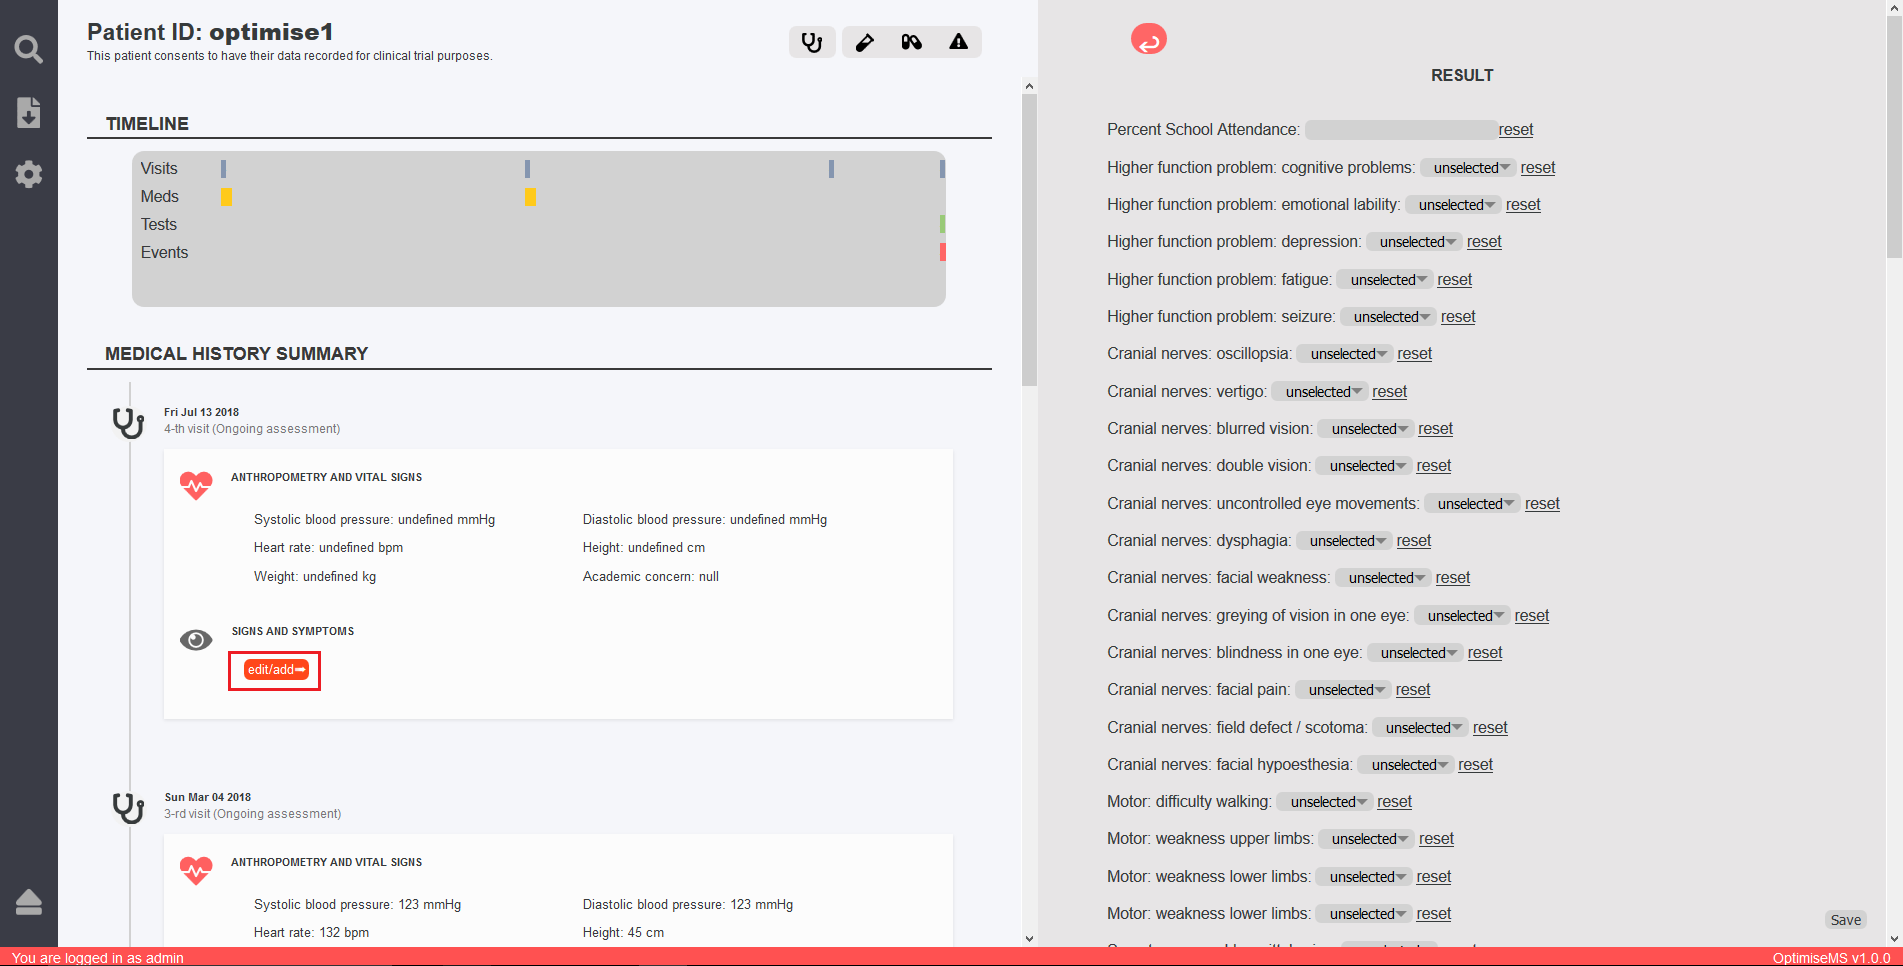 Patient ID: optimise1
This patient consents to have their data recorded for clinical trial purposes.
TIMELINE
Visits
Meds
Tests
Events
MEDICAL HISTORY SUMMARY
Fri Jul 13 2018
4-th visit (Ongoing assessment)
ANTHROPOMETRY AND VITAL SIGNS
Systolic blood pressure: undefined mmHg Diastolic blood pressure: undefined mmHg
Heart rate: undefined bpm Height: undefined cm
Weight: undefined kg Academic concern: null
SIGNS AND SYMPTOMS
edit/add➡
Sun Mar 04 2018
3-rd visit (Ongoing assessment)
ANTHROPOMETRY AND VITAL SIGNS
Systolic blood pressure: 123 mmHg Diastolic blood pressure: 123 mmHg
Heart rate: 132 bpm Height: 45 cm
RESULT
Percent School Attendance: reset
Higher function problem: cognitive problems: unselected reset
Higher function problem: emotional lability: unselected reset
Higher function problem: depression: unselected reset
Higher function problem: fatigue: unselected reset
Higher function problem: seizure: unselected reset
Cranial nerves: oscillopsia: unselected reset
Cranial nerves: vertigo: unselected reset
Cranial nerves: blurred vision: unselected reset
Cranial nerves: double vision: unselected reset
Cranial nerves: uncontrolled eye movements: unselected reset
Cranial nerves: dysphagia: unselected reset
Cranial nerves: facial weakness: unselected reset
Cranial nerves: greying of vision in one eye: unselected reset
Cranial nerves: blindness in one eye: unselected reset
Cranial nerves: facial pain: unselected reset
Cranial nerves: field defect / scotoma: unselected reset
Cranial nerves: facial hypoesthesia: unselected reset
Motor: difficulty walking: unselected reset
Motor: weakness upper limbs: unselected reset
Motor: weakness lower limbs: unselected reset
Motor: weakness lower limbs: unselected reset
Save
You are logged in as admin
OptimiseMS v1.0.0